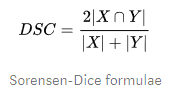 DSC = 2|X ∩ Y| / |X| + |Y|
Sorensen-Dice formulae